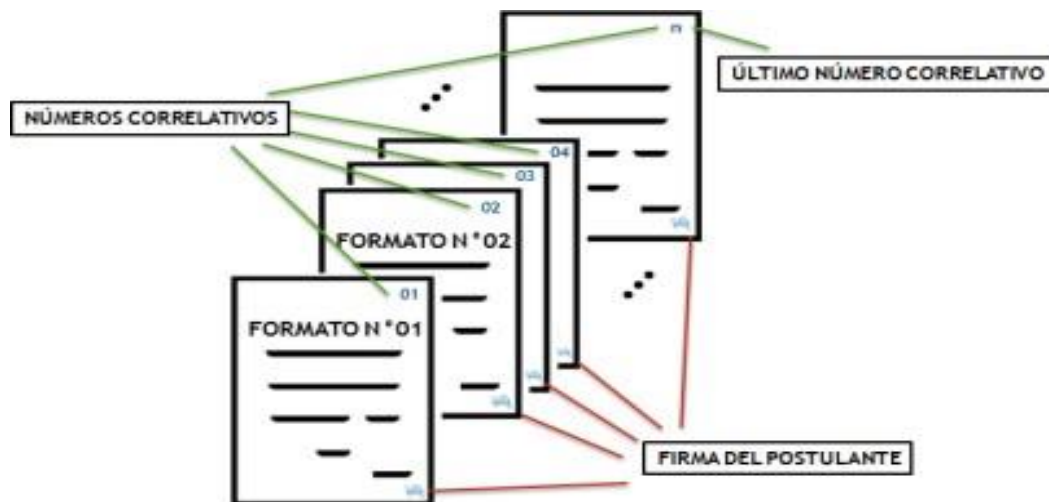 n
ÚLTIMO NÚMERO CORRELATIVO
NÚMEROS CORRELATIVOS
04
03
02
FORMATO N°02
01
FORMATO N°01
FIRMA DEL POSTULANTE